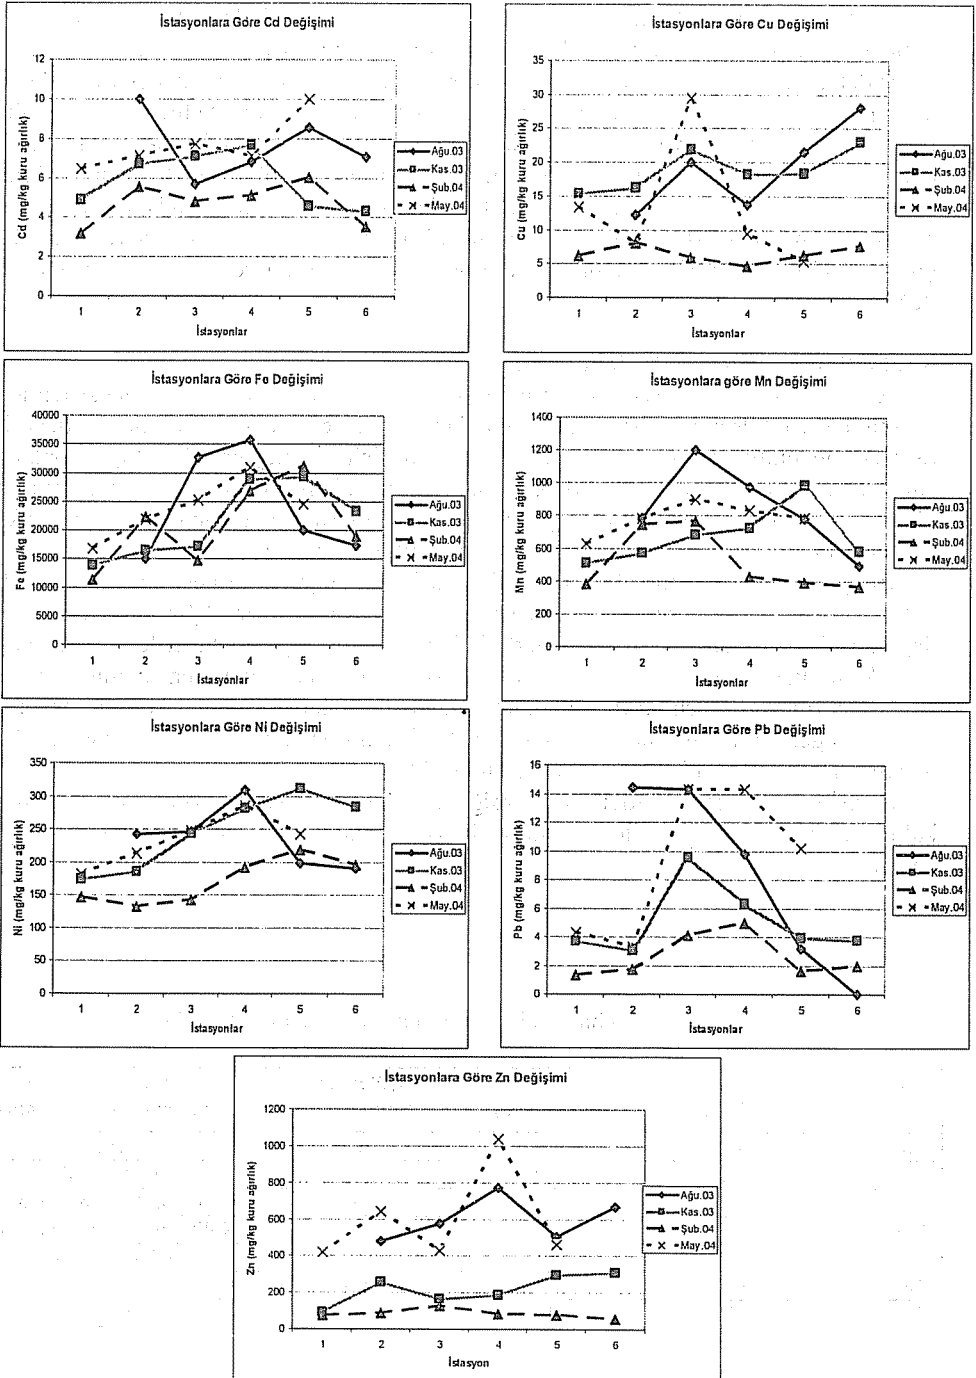 İstasyonlara Göre Cd Değişimi
Cd (mg/kg kuru ağırlık)
12
10
8
6
4
2
0
1 2 3 4 5 6
İstasyonlar
Ağu.03
Kas.03
Şub.04
May.04
İstasyonlara Göre Cu Değişimi
Cu (mg/kg kuru ağırlık)
35
30
25
20
15
10
5
0
1 2 3 4 5 6
İstasyonlar
Ağu.03
Kas.03
Şub.04
May.04
İstasyonlara Göre Fe Değişimi
Fe (mg/kg kuru ağırlık)
40000
35000
30000
25000
20000
15000
10000
5000
0
1 2 3 4 5 6
İstasyonlar
Ağu.03
Kas.03
Şub.04
May.04
İstasyonlara göre Mn Değişimi
Mn (mg/kg kuru ağırlık)
1400
1200
1000
800
600
400
200
0
1 2 3 4 5 6
İstasyonlar
Ağu.03
Kas.03
Şub.04
May.04
İstasyonlara Göre Ni Değişimi
Ni (mg/kg kuru ağırlık)
350
300
250
200
150
100
50
0
1 2 3 4 5 6
İstasyonlar
Ağu.03
Kas.03
Şub.04
May.04
İstasyonlara Göre Pb Değişimi
Pb (mg/kg kuru ağırlık)
16
14
12
10
8
6
4
2
0
1 2 3 4 5 6
İstasyonlar
Ağu.03
Kas.03
Şub.04
May.04
İstasyonlara Göre Zn Değişimi
Zn (mg/kg kuru ağırlık)
1200
1000
800
600
400
200
0
1 2 3 4 5 6
İstasyon
Ağu.03
Kas.03
Şub.04
May.04